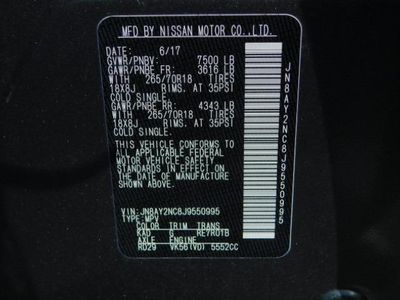 MFD BY NISSAN MOTOR CO.,LTD.
DATE: 6/17
GVWR/PNBV: 7500 LB
GAWR/PNBE FR: 3616 LB
WITH 265/70R18 TIRES
18X8J RIMS, AT 35PSI
COLD SINGLE.
GAWR/PNBE RR: 4343 LB
WITH 265/70R18 TIRES
18X8J RIMS, AT 35PSI
COLD SINGLE.
THIS VEHICLE CONFORMS TO
ALL APPLICABLE FEDERAL
MOTOR VEHICLE SAFETY
STANDARDS IN EFFECT ON
THE DATE OF MANUFACTURE
SHOWN ABOVE.
VIN: JN8AY2NC8J9550995
TYPE: MPV
COLOR TRIM TRANS
KAD G RE7R01B
AXLE ENGINE
RD29 VK56(VD) 5552CC
JN8AY2NC8J9550995